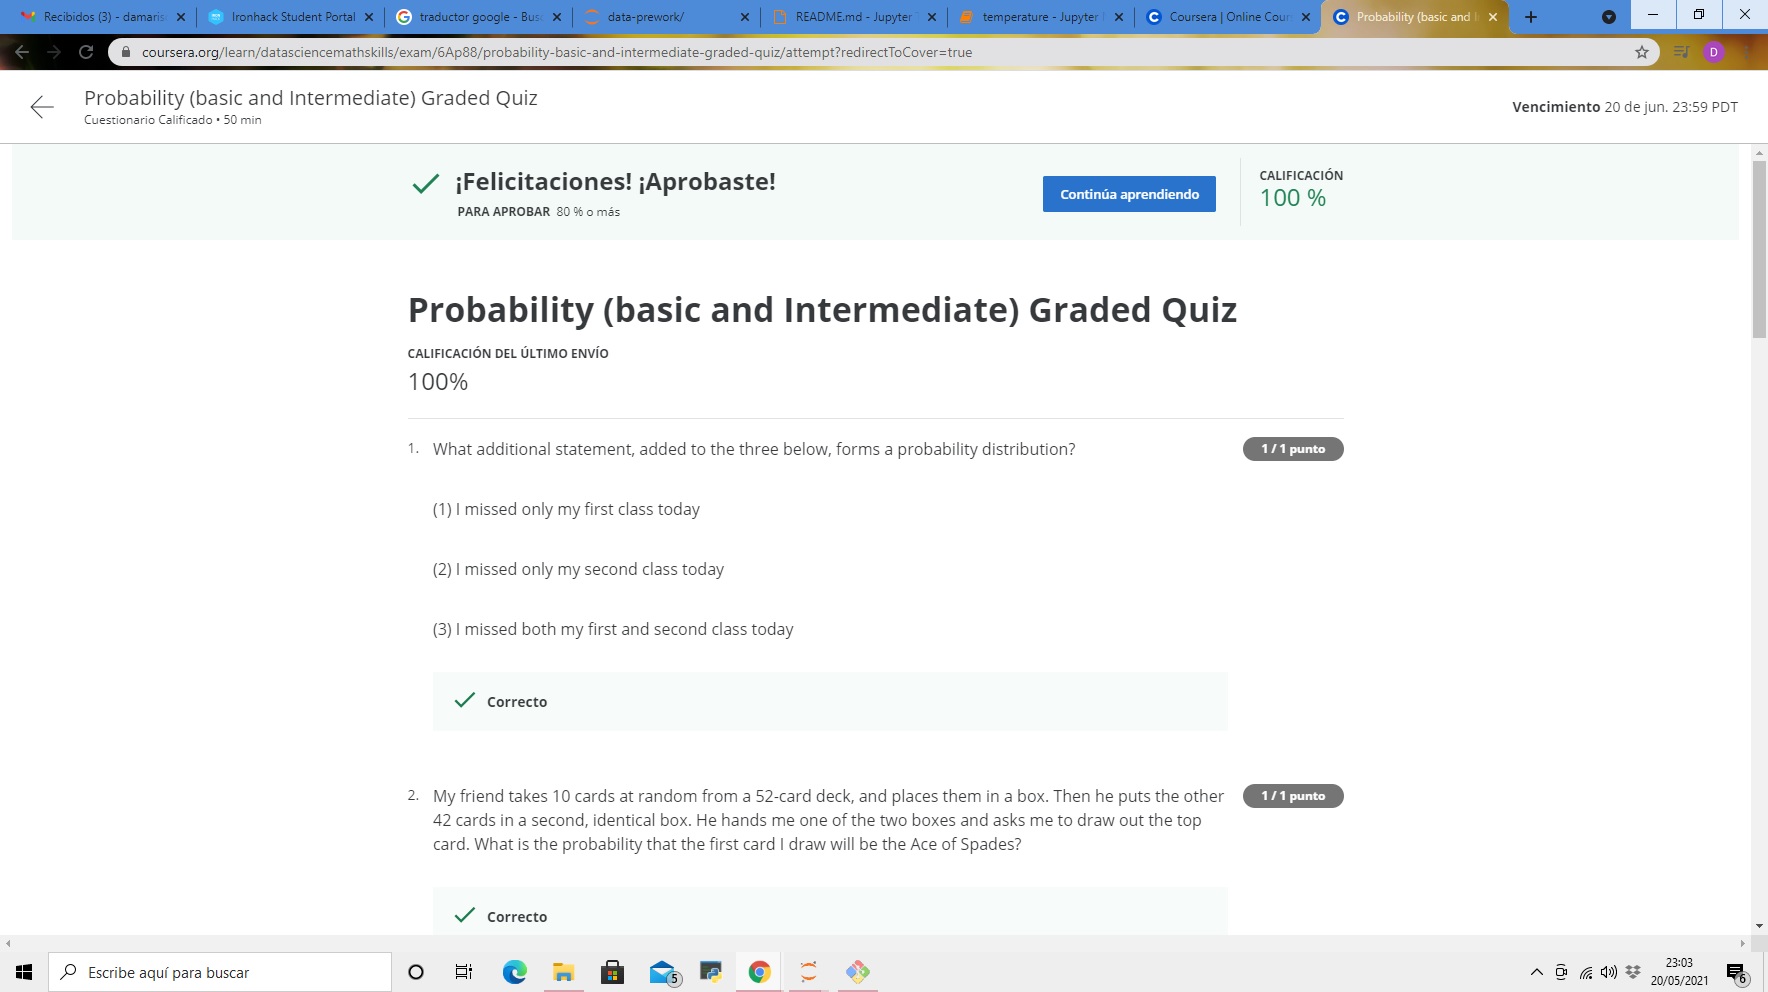 Recibidos (3) - damaris
Ironhack Student Portal
traductor google - Bus
data-prework/
README.md - Jupyter
temperature - Jupyter
Coursera | Online Cour
Probability (basic and I
coursera.org/learn/datasciencemathskills/exam/6Ap88/probability-basic-and-intermediate-graded-quiz/attempt?redirectToCover=true
D
Probability (basic and Intermediate) Graded Quiz
Cuestionario Calificado • 50 min
Vencimiento 20 de jun. 23:59 PDT
¡Felicitaciones! ¡Aprobaste!
PARA APROBAR 80 % o más
Continúa aprendiendo
CALIFICACIÓN
100 %
Probability (basic and Intermediate) Graded Quiz
CALIFICACIÓN DEL ÚLTIMO ENVÍO
100%
1. What additional statement, added to the three below, forms a probability distribution?
1 / 1 punto
(1) I missed only my first class today
(2) I missed only my second class today
(3) I missed both my first and second class today
Correcto
2. My friend takes 10 cards at random from a 52-card deck, and places them in a box. Then he puts the other
1 / 1 punto
42 cards in a second, identical box. He hands me one of the two boxes and asks me to draw out the top
card. What is the probability that the first card I draw will be the Ace of Spades?
Correcto
Escribe aquí para buscar
5
23:03
20/05/2021
6